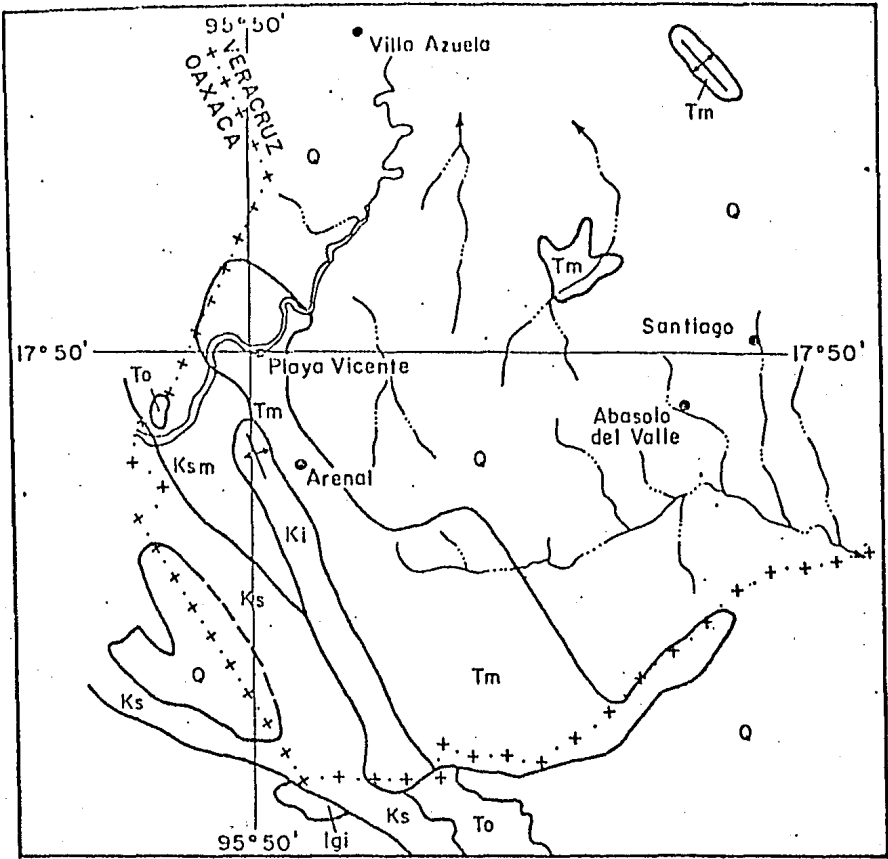 95°50'
Villa Azuela
VERACRUZ
OAXACA
Tm
Q
Q
Tm
Santiago
17°50'
17°50'
To
Playa Vicente
Tm
Abasolo
del Valle
Ksm
Q
Arenal
Ki
Ks
Q
Tm
Ks
Q
Ks
To
95°50'
Igi